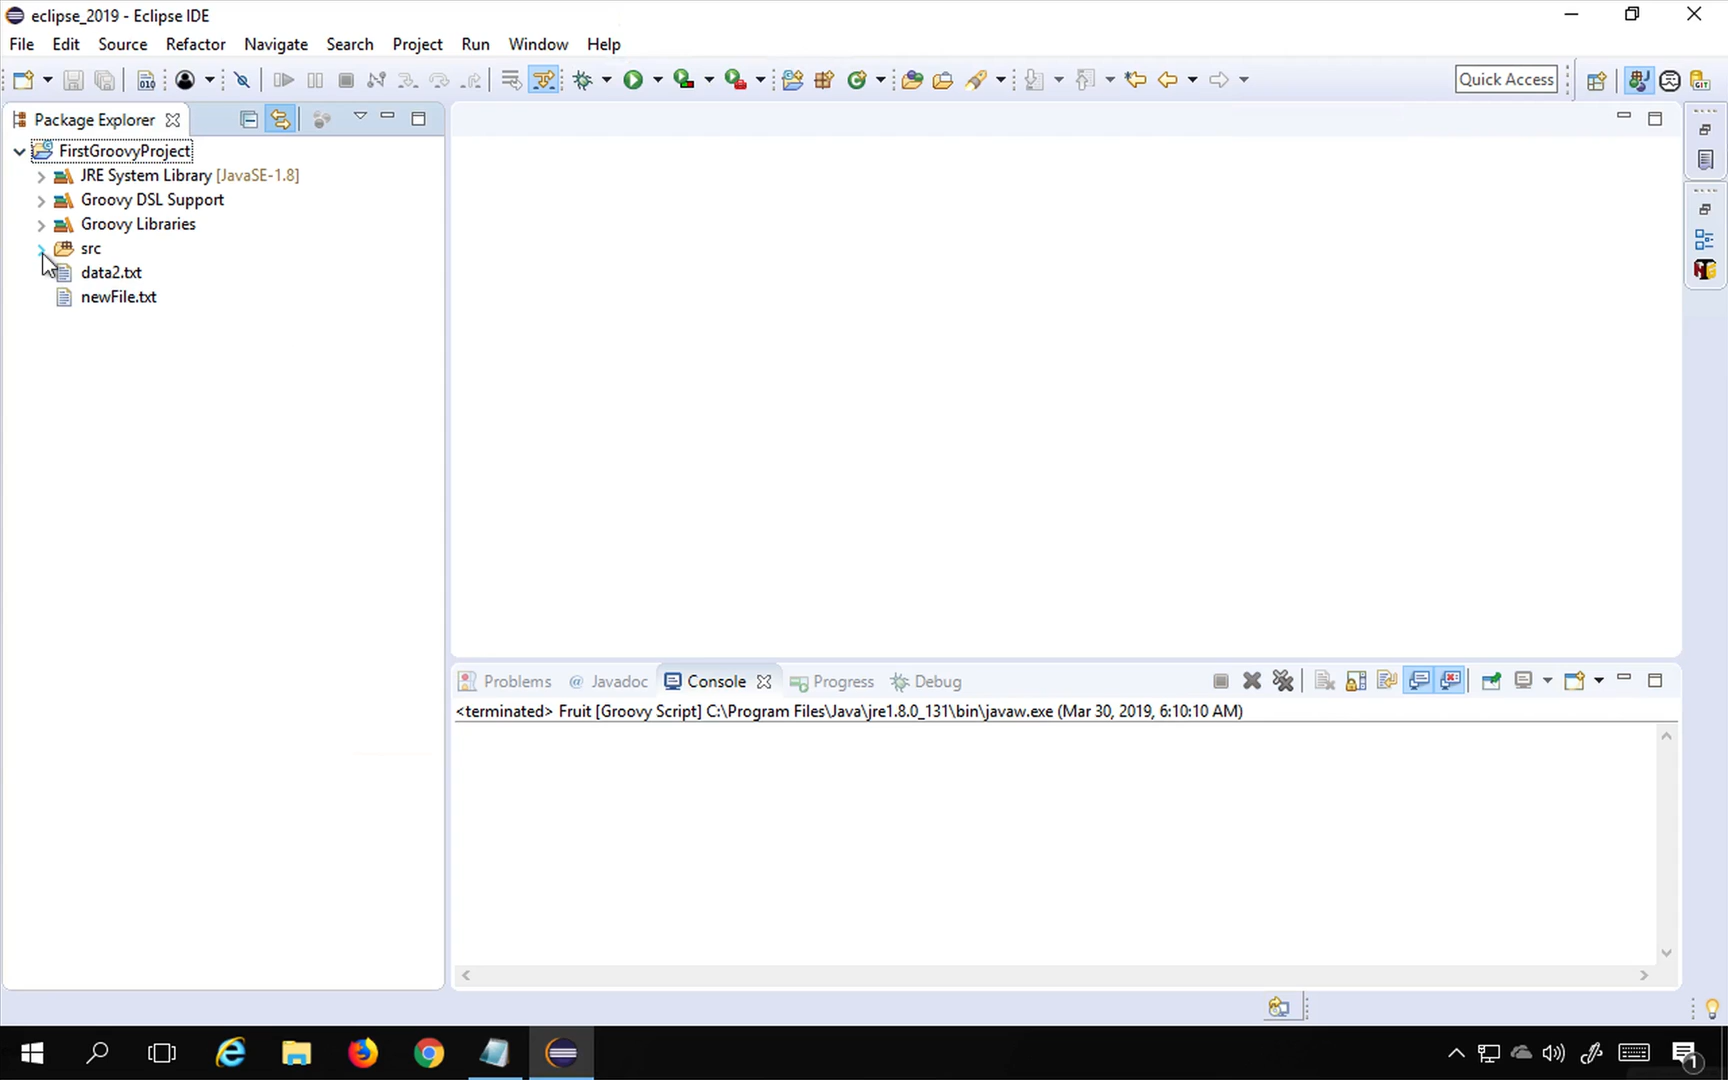 eclipse_2019 - Eclipse IDE
File Edit Source Refactor Navigate Search Project Run Window Help
010
Quick Access
GIT
Package Explorer
FirstGroovyProject
JRE System Library [JavaSE-1.8]
Groovy DSL Support
Groovy Libraries
src
data2.txt
newFile.txt
Problems @ Javadoc Console Progress Debug
<terminated> Fruit [Groovy Script] C:\Program Files\Java\jre1.8.0_131\bin\javaw.exe (Mar 30, 2019, 6:10:10 AM)
1